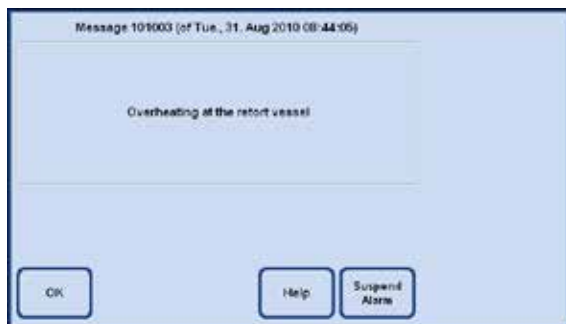 Message 101003 (of Tue., 31. Aug 2010 08:44:05)
Overheating at the retort vessel
OK
Help
Suspend
Alarm